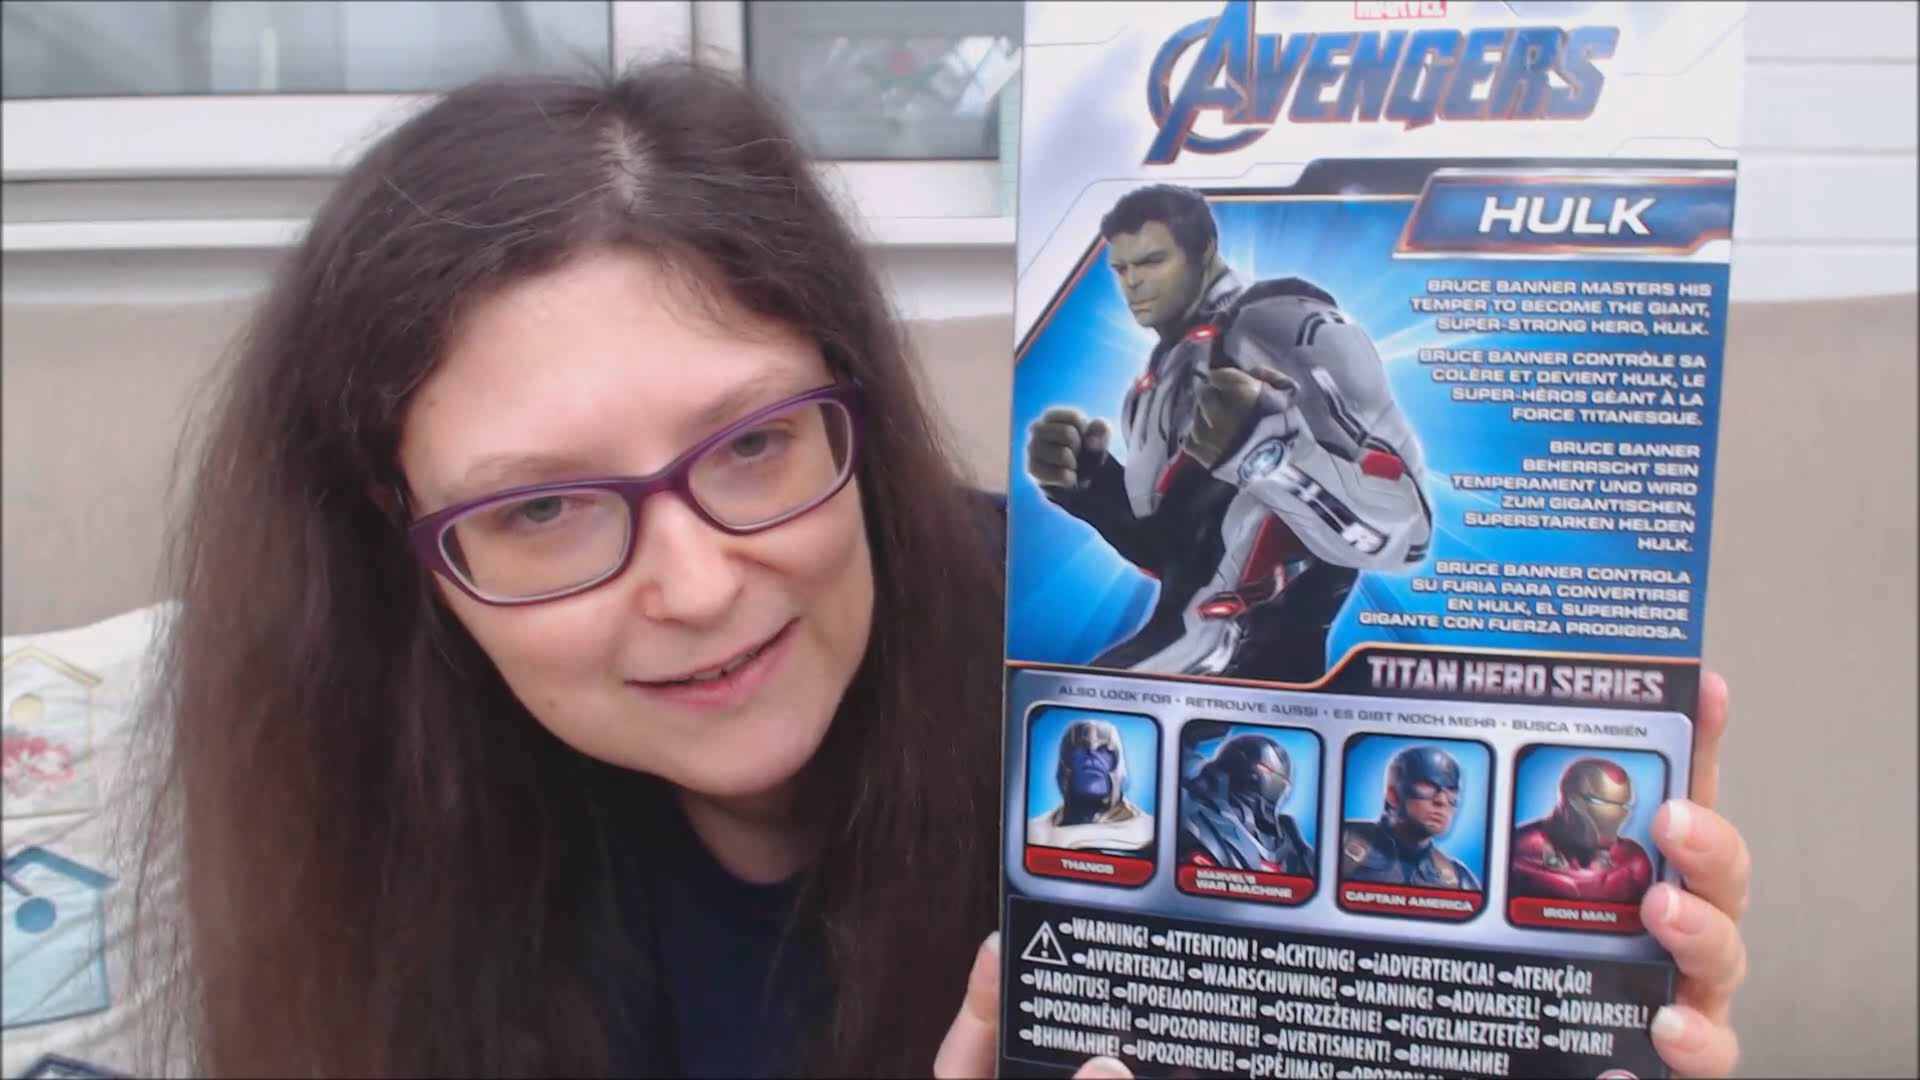 MARVEL
AVENGERS
HULK
BRUCE BANNER MASTERS HIS
TEMPER TO BECOME THE GIANT,
SUPER-STRONG HERO, HULK.
BRUCE BANNER CONTRÔLE SA
COLÈRE ET DEVIENT HULK, LE
SUPER-HÉROS GÉANT À LA
FORCE TITANESQUE.
BRUCE BANNER
BEHERRSCHT SEIN
TEMPERAMENT UND WIRD
ZUM GIGANTISCHEN,
SUPERSTARKEN HELDEN
HULK.
BRUCE BANNER CONTROLA
SU FURIA PARA CONVERTIRSE
EN HULK, EL SUPERHÉROE
GIGANTE CON FUERZA PRODIGIOSA.
TITAN HERO SERIES
ALSO LOOK FOR • RETROUVE AUSSI • ES GIBT NOCH MEHR • BUSCA TAMBIÉN
THANOS
MARVEL'S
WAR MACHINE
CAPTAIN AMERICA
IRON MAN
WARNING! ATTENTION ! ACHTUNG! ¡ADVERTENCIA! ATENÇÃO!
AVVERTENZA! WAARSCHUWING! VARNING! ADVARSEL! ADVARSEL!
VAROITUS! ΠΡΟΕΙΔΟΠΟΙΗΣΗ! OSTRZEŻENIE! FIGYELMEZTETÉS! UYARI!
UPOZORNĚNÍ! UPOZORNENIE! AVERTISMENT! ВНИМАНИЕ!
ВНИМАНИЕ! UPOZORENJE! ĮSPĖJIMAS!